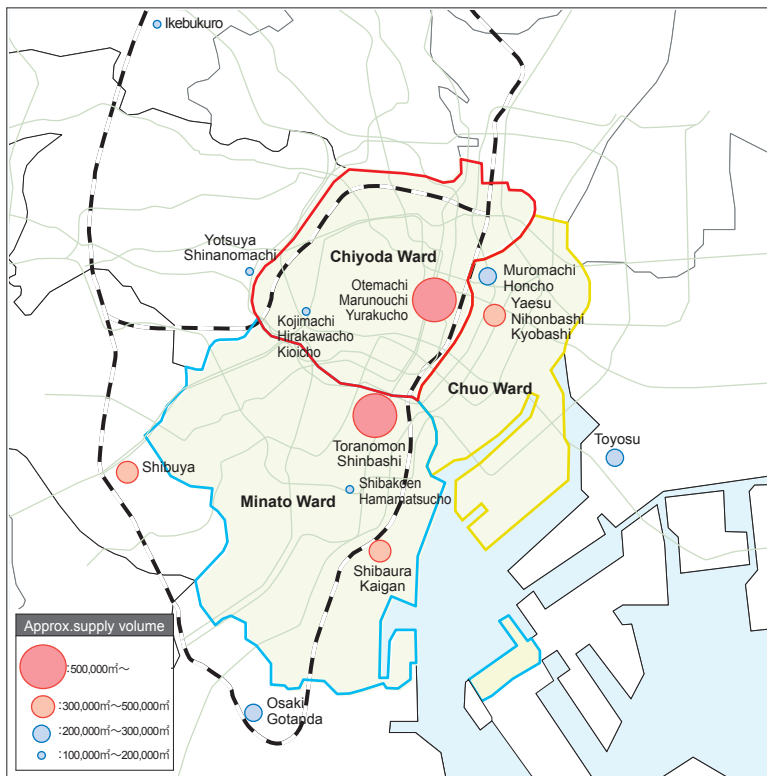 Ikebukuro
Yotsuya
Shinanomachi
Chiyoda Ward
Otemachi
Marunouchi
Yurakucho
Muromachi
Honcho
Yaesu
Nihonbashi
Kyobashi
Kojimachi
Hirakawacho
Kioicho
Chuo Ward
Toranomon
Shinbashi
Toyosu
Shibuya
Minato Ward
Shibakoen
Hamamatsucho
Shibaura
Kaigan
Osaki
Gotanda
Approx.supply volume
:500,000㎡～
:300,000㎡～500,000㎡
:200,000㎡～300,000㎡
:100,000㎡～200,000㎡